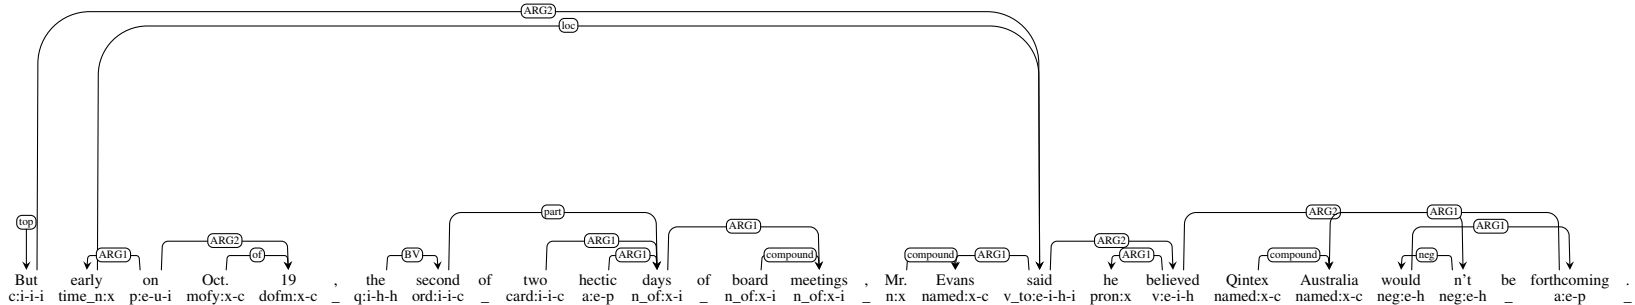 ARG2
loc
top
part
ARG2
ARG1
ARG1
ARG1
ARG2
ARG1
ARG2
ARG1
of
BV
ARG1
compound
compound
ARG1
ARG1
compound
neg
But early on Oct. 19 , the second of two hectic days of board meetings , Mr. Evans said he believed Qintex Australia would n't be forthcoming .
c:i-i-i time_n:x p:e-u-i mofy:x-c dofm:x-c _ q:i-h-h ord:i-i-c _ card:i-i-c a:e-p n_of:x-i _ n_of:x-i n_of:x-i _ n:x named:x-c v_to:e-i-h-i pron:x v:e-i-h named:x-c named:x-c neg:e-h neg:e-h _ a:e-p _